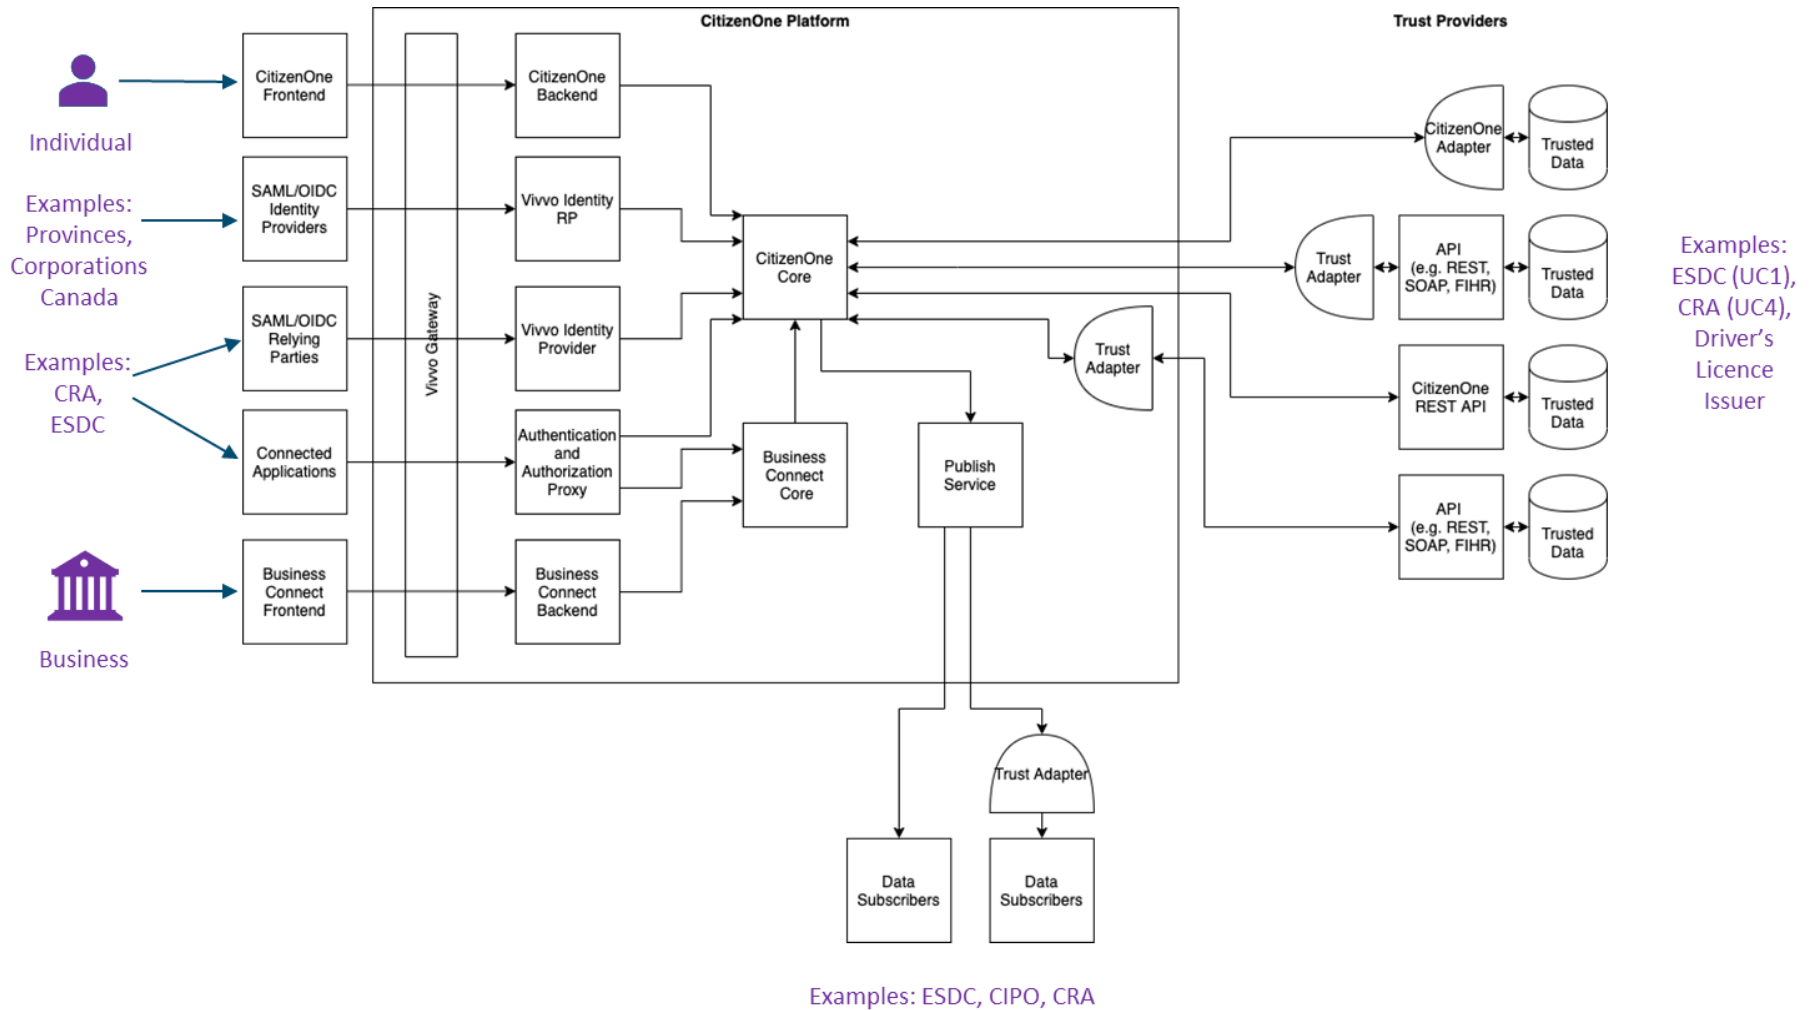 CitizenOne Platform
Trust Providers
Individual
Examples:
Provinces,
Corporations
Canada
Examples:
CRA,
ESDC
Business
CitizenOne
Frontend
SAML/OIDC
Identity
Providers
SAML/OIDC
Relying
Parties
Connected
Applications
Business
Connect
Frontend
Vivvo Gateway
CitizenOne
Backend
Vivvo Identity
RP
Vivvo Identity
Provider
Authentication
and
Authorization
Proxy
Business
Connect
Backend
CitizenOne
Core
Business
Connect
Core
Publish
Service
Trust
Adapter
CitizenOne
Adapter
Trusted
Data
Trust
Adapter
API
(e.g. REST,
SOAP, FIHR)
Trusted
Data
CitizenOne
REST API
Trusted
Data
API
(e.g. REST,
SOAP, FIHR)
Trusted
Data
Examples:
ESDC (UC1),
CRA (UC4),
Driver’s
Licence
Issuer
Trust Adapter
Data
Subscribers
Data
Subscribers
Examples: ESDC, CIPO, CRA